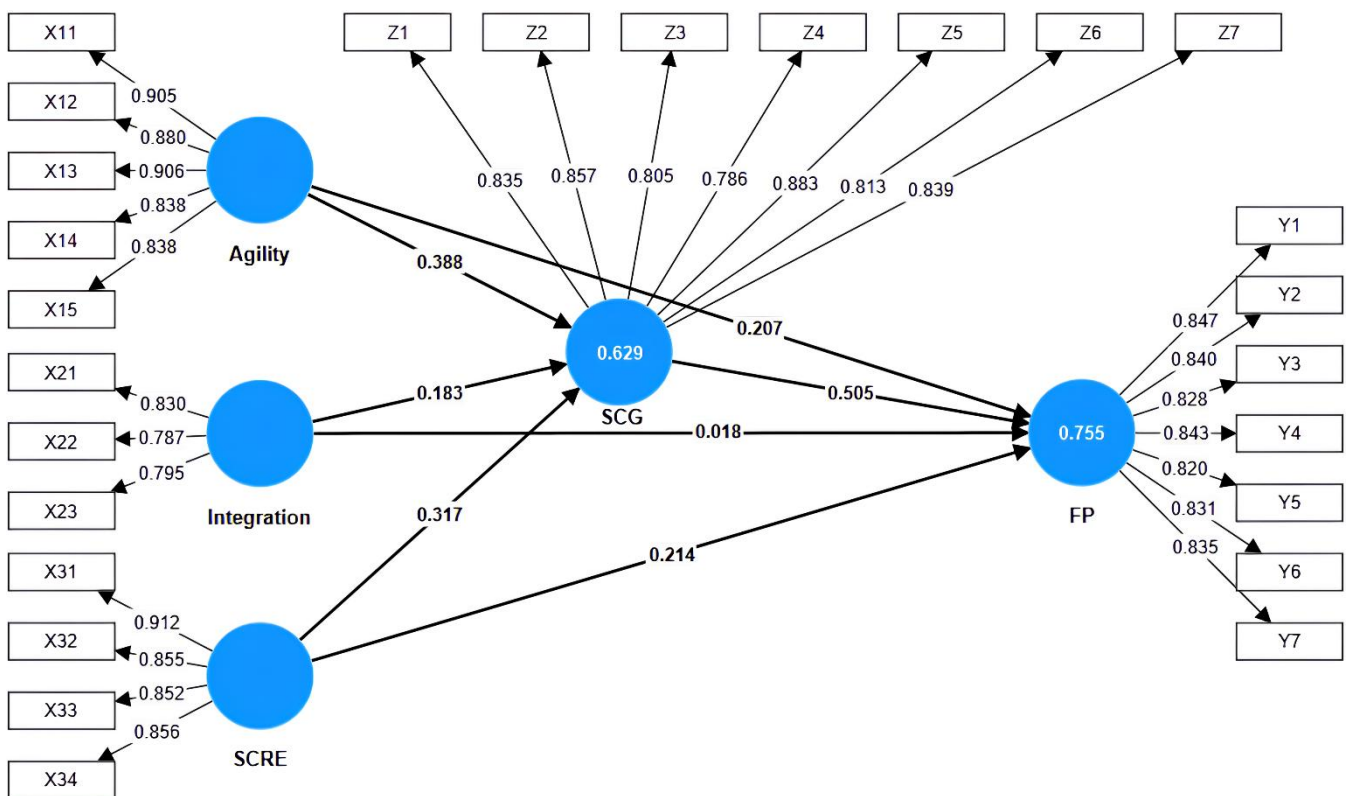 X11
Z1
Z2
Z3
Z4
Z5
Z6
Z7
X12
0.905
0.880
X13
0.906
0.838
X14
0.838
X15
Agility
0.835
0.857
0.805
0.786
0.883
0.813
0.839
0.388
0.207
Y1
Y2
0.847
0.840
Y3
0.828
0.843
Y4
0.820
Y5
0.831
0.835
Y6
Y7
0.629
SCG
0.505
0.755
FP
X21
0.830
X22
0.787
0.795
X23
Integration
0.183
0.018
0.317
0.214
X31
0.912
X32
0.855
0.852
X33
0.856
X34
SCRE